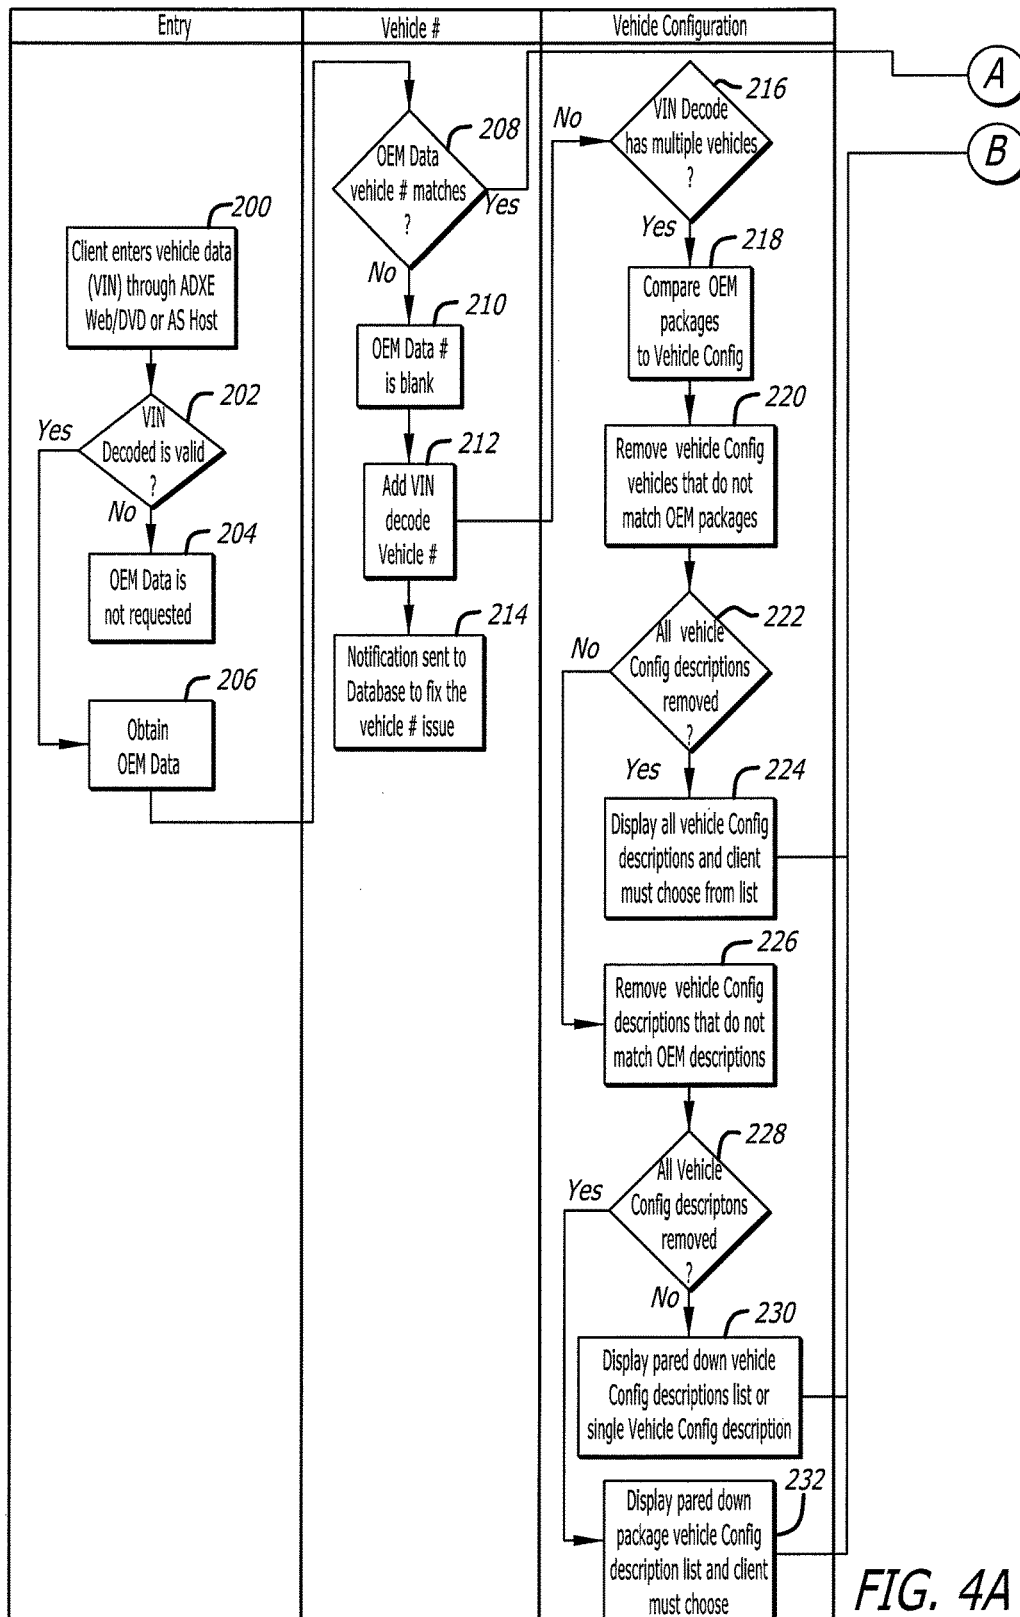 Entry
Vehicle #
Vehicle Configuration
A
B
200
Client enters vehicle data
(VIN) through ADXE
Web/DVD or AS Host
202
VIN
Decoded is valid
?
Yes
No
204
OEM Data is
not requested
206
Obtain
OEM Data
208
OEM Data
vehicle # matches
?
Yes
No
210
OEM Data #
is blank
212
Add VIN
decode
Vehicle #
214
Notification sent to
Database to fix the
vehicle # issue
No
216
VIN Decode
has multiple vehicles
?
Yes
218
Compare OEM
packages
to Vehicle Config
220
Remove vehicle Config
vehicles that do not
match OEM packages
222
All vehicle
Config descriptions
removed
?
No
Yes
224
Display all vehicle Config
descriptions and client
must choose from list
226
Remove vehicle Config
descriptions that do not
match OEM descriptions
228
All Vehicle
Config descriptons
removed
?
Yes
No
230
Display pared down vehicle
Config descriptions list or
single Vehicle Config description
232
Display pared down
package vehicle Config
description list and client
must choose
FIG. 4A